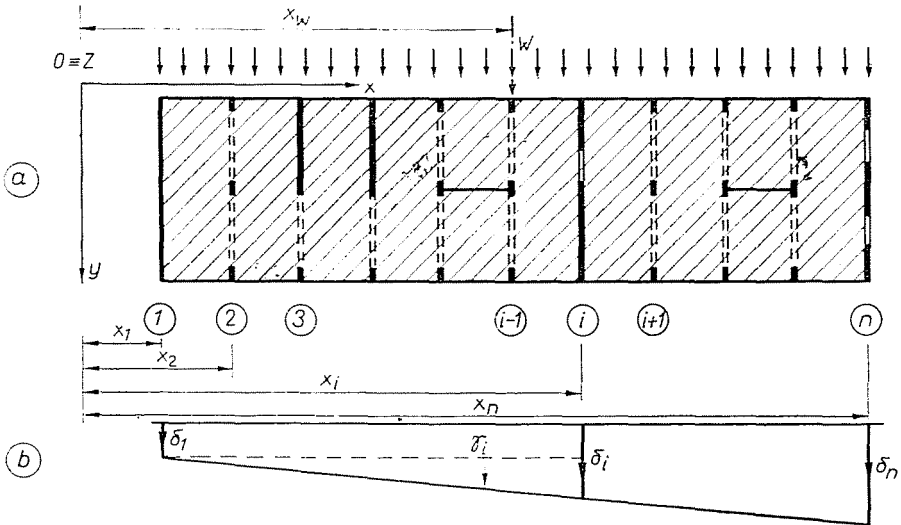 x_w
W
0 ≡ Z
x
a
y
1 2 3 i-1 i i+1 n
x_1
x_2
x_i
x_n
b
δ_1 γ_i δ_i δ_n